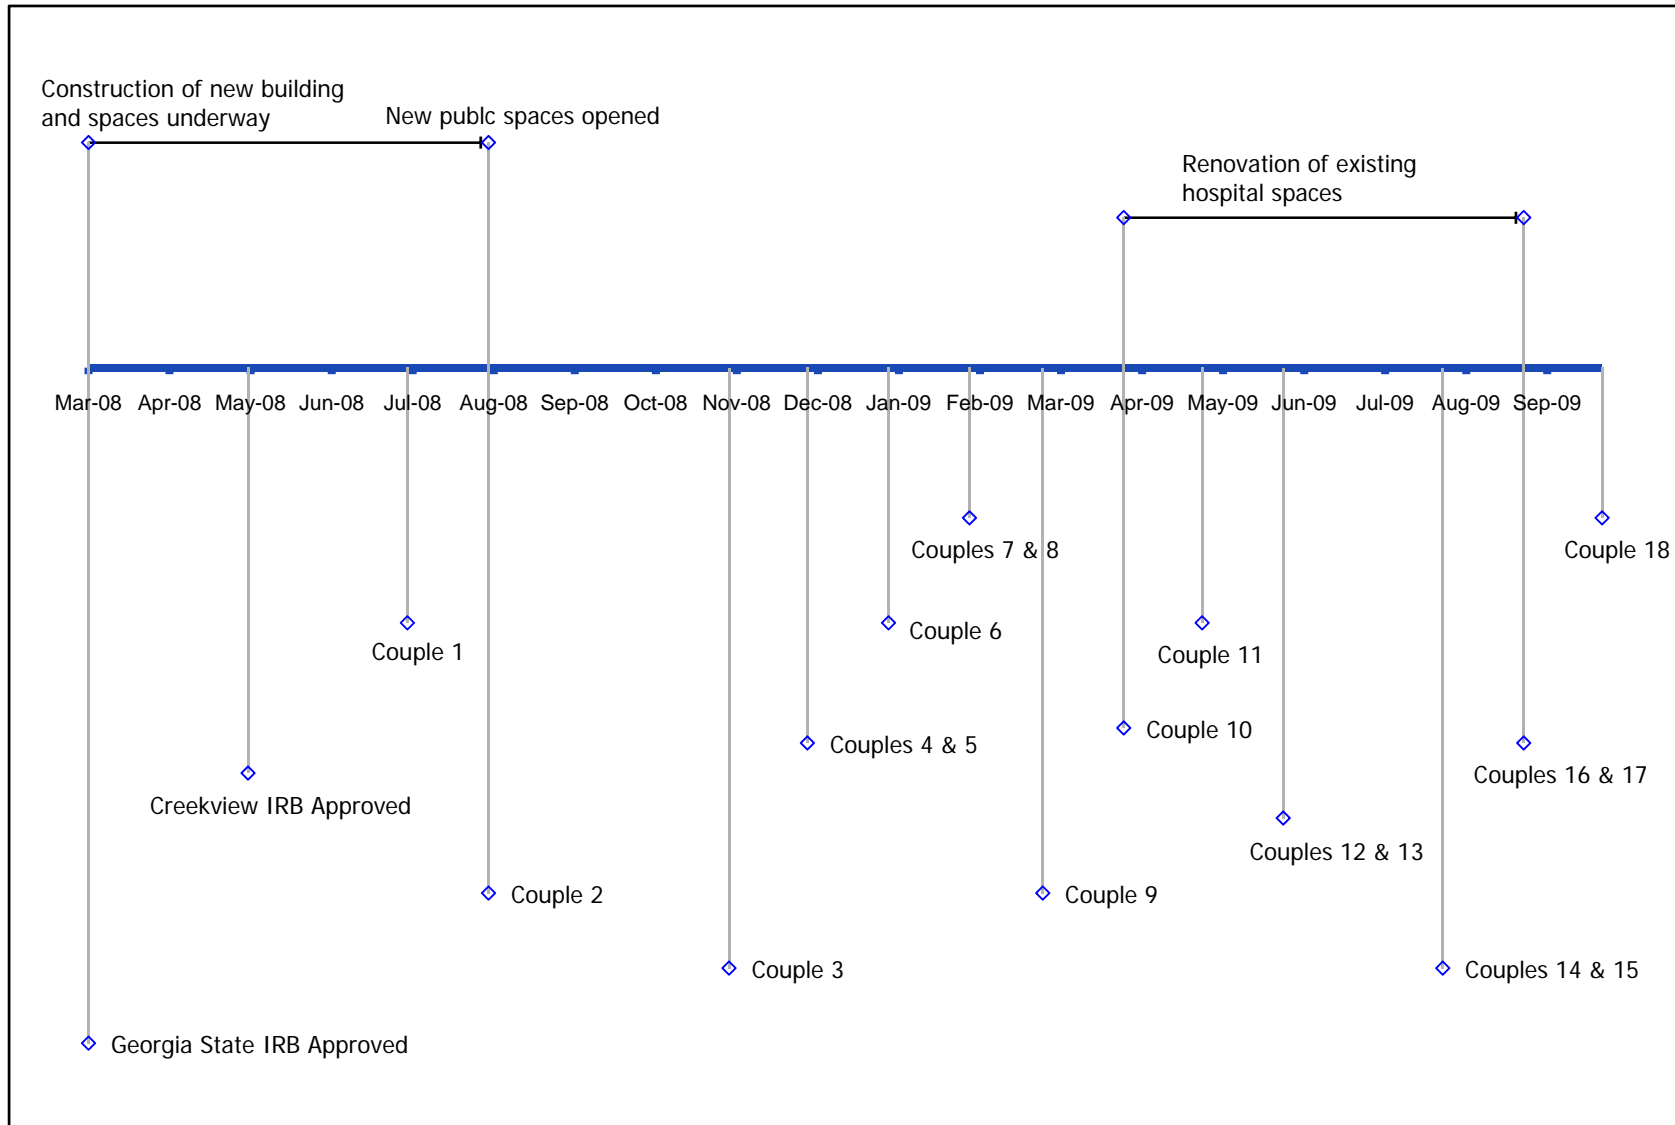 Construction of new building
and spaces underway
New publc spaces opened
Renovation of existing
hospital spaces
Mar-08 Apr-08 May-08 Jun-08 Jul-08 Aug-08 Sep-08 Oct-08 Nov-08 Dec-08 Jan-09 Feb-09 Mar-09 Apr-09 May-09 Jun-09 Jul-09 Aug-09 Sep-09
Couples 7 & 8
Couple 18
Couple 6
Couple 1
Couple 11
Couple 10
Couples 4 & 5
Couples 16 & 17
Creekview IRB Approved
Couples 12 & 13
Couple 2
Couple 9
Couple 3
Couples 14 & 15
Georgia State IRB Approved